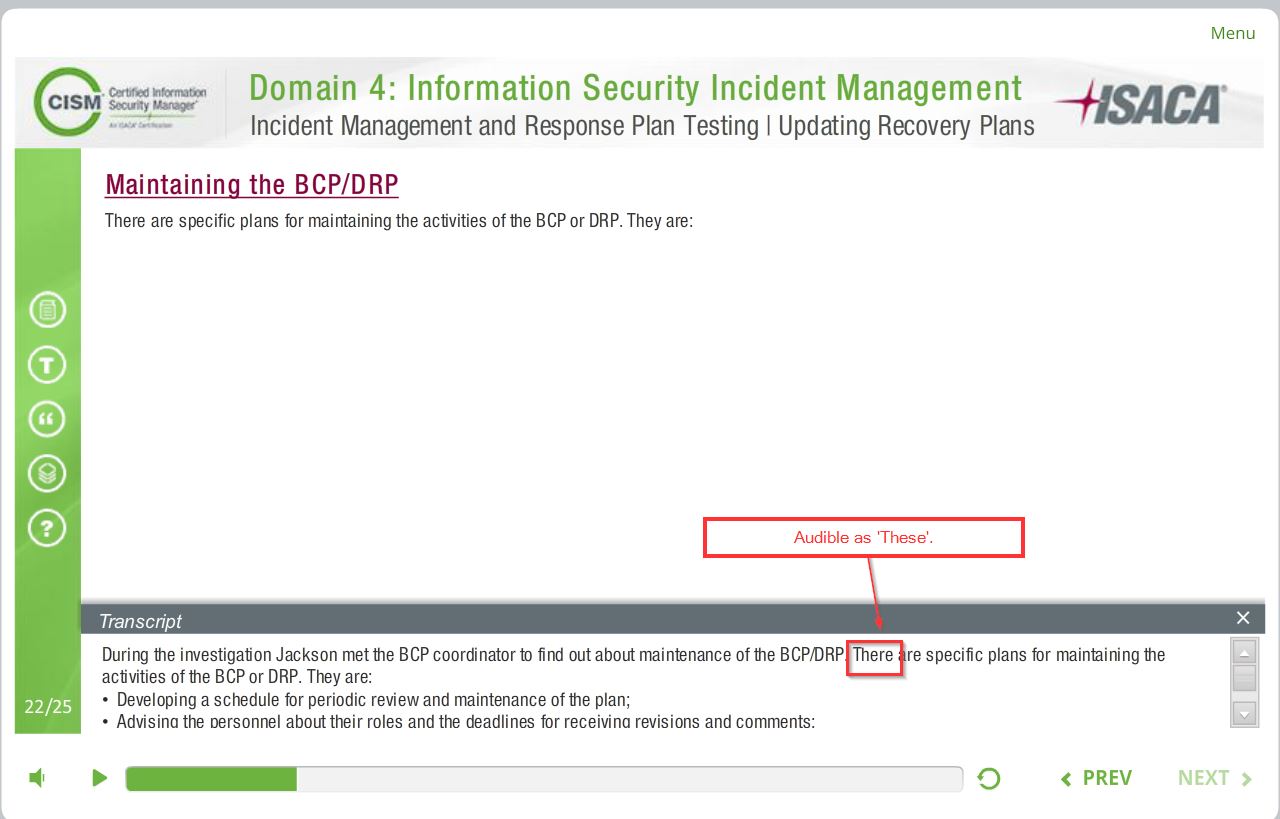 Menu
CISM
Certified Information
Security Manager®
An ISACA® Certification
Domain 4: Information Security Incident Management
Incident Management and Response Plan Testing | Updating Recovery Plans
ISACA®
Maintaining the BCP/DRP
There are specific plans for maintaining the activities of the BCP or DRP. They are:
T
“
?
Audible as 'These'.
Transcript
During the investigation Jackson met the BCP coordinator to find out about maintenance of the BCP/DRP. There are specific plans for maintaining the
activities of the BCP or DRP. They are:
• Developing a schedule for periodic review and maintenance of the plan;
• Advising the personnel about their roles and the deadlines for receiving revisions and comments;
22/25
PREV
NEXT